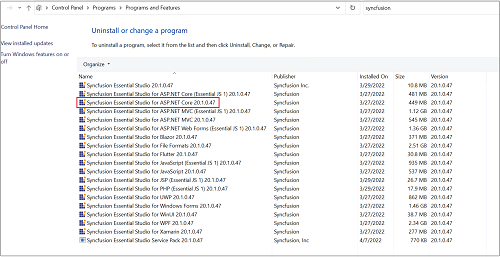 Control Panel > Programs > Programs and Features
syncfusion
Control Panel Home
View installed updates
Turn Windows features on or off
Uninstall or change a program
To uninstall a program, select it from the list and then click Uninstall, Change, or Repair.
Organize
Name Publisher Installed On Size Version
Syncfusion Essential Studio 20.1.0.47 Syncfusion Inc. 3/29/2022 10.8 MB 20.1.0.47
Syncfusion Essential Studio for ASP.NET Core (Essential JS 1) 20.1.0.47 Syncfusion 3/27/2022 481 MB 20.1.0.47
Syncfusion Essential Studio for ASP.NET Core 20.1.0.47 Syncfusion 3/27/2022 449 MB 20.1.0.47
Syncfusion Essential Studio for ASP.NET MVC (Essential JS 1) 20.1.0.47 Syncfusion 3/27/2022 1.12 GB 20.1.0.47
Syncfusion Essential Studio for ASP.NET MVC 20.1.0.47 Syncfusion 3/27/2022 545 MB 20.1.0.47
Syncfusion Essential Studio for ASP.NET Web Forms (Essential JS 1) 20.1.0.47 Syncfusion 3/27/2022 1.36 GB 20.1.0.47
Syncfusion Essential Studio for Blazor 20.1.0.47 Syncfusion 3/27/2022 371 MB 20.1.0.47
Syncfusion Essential Studio for File Formats 20.1.0.47 Syncfusion 3/27/2022 2.51 GB 20.1.0.47
Syncfusion Essential Studio for Flutter 20.1.0.47 Syncfusion 3/27/2022 30.8 MB 20.1.0.47
Syncfusion Essential Studio for JavaScript (Essential JS 1) 20.1.0.47 Syncfusion 3/27/2022 935 MB 20.1.0.47
Syncfusion Essential Studio for JavaScript 20.1.0.47 Syncfusion 3/27/2022 537 MB 20.1.0.47
Syncfusion Essential Studio for JSP (Essential JS 1) 20.1.0.47 Syncfusion 3/29/2022 26.7 MB 20.1.0.47
Syncfusion Essential Studio for PHP (Essential JS 1) 20.1.0.47 Syncfusion 3/29/2022 17.9 MB 20.1.0.47
Syncfusion Essential Studio for UWP 20.1.0.47 Syncfusion 3/27/2022 862 MB 20.1.0.47
Syncfusion Essential Studio for Windows Forms 20.1.0.47 Syncfusion 3/27/2022 1.46 GB 20.1.0.47
Syncfusion Essential Studio for WinUI 20.1.0.47 Syncfusion 3/27/2022 38.7 MB 20.1.0.47
Syncfusion Essential Studio for WPF 20.1.0.47 Syncfusion 3/27/2022 2.34 GB 20.1.0.47
Syncfusion Essential Studio for Xamarin 20.1.0.47 Syncfusion 3/27/2022 277 MB 20.1.0.47
Syncfusion Essential Studio Service Pack 20.1.0.47 Syncfusion, Inc 4/7/2022 770 KB 20.1.0.47